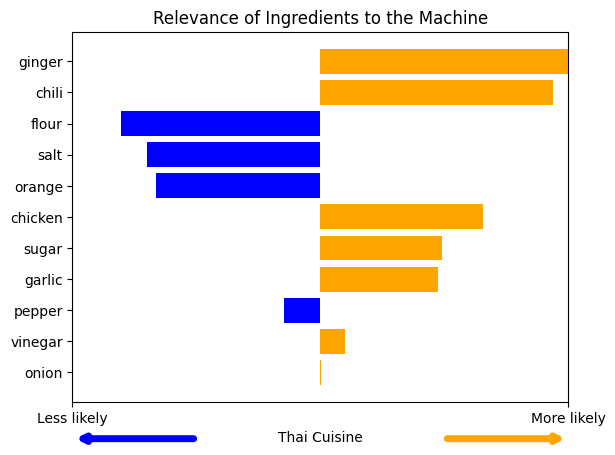 Relevance of Ingredients to the Machine
ginger
chili
flour
salt
orange
chicken
sugar
garlic
pepper
vinegar
onion
Less likely
More likely
Thai Cuisine